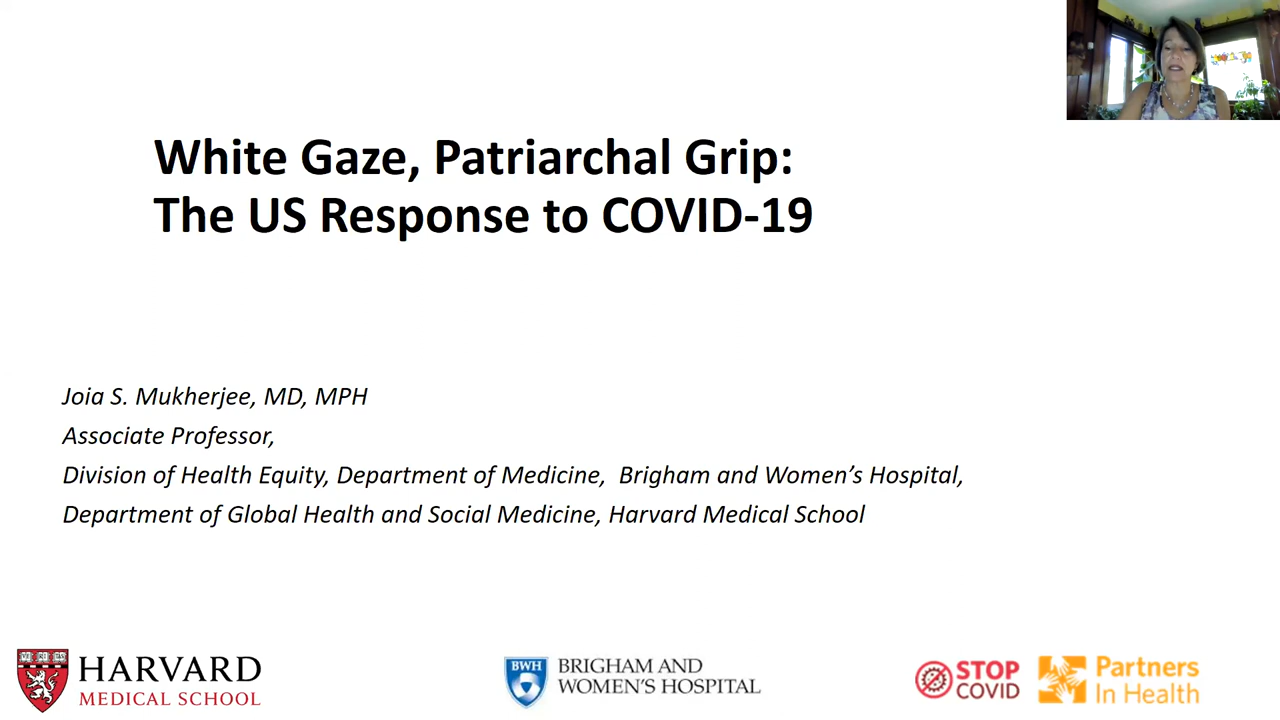 White Gaze, Patriarchal Grip:
The US Response to COVID-19
Joia S. Mukherjee, MD, MPH
Associate Professor,
Division of Health Equity, Department of Medicine, Brigham and Women’s Hospital,
Department of Global Health and Social Medicine, Harvard Medical School
HARVARD
MEDICAL SCHOOL
BWH
BRIGHAM AND
WOMEN'S HOSPITAL
STOP
COVID
Partners
In Health